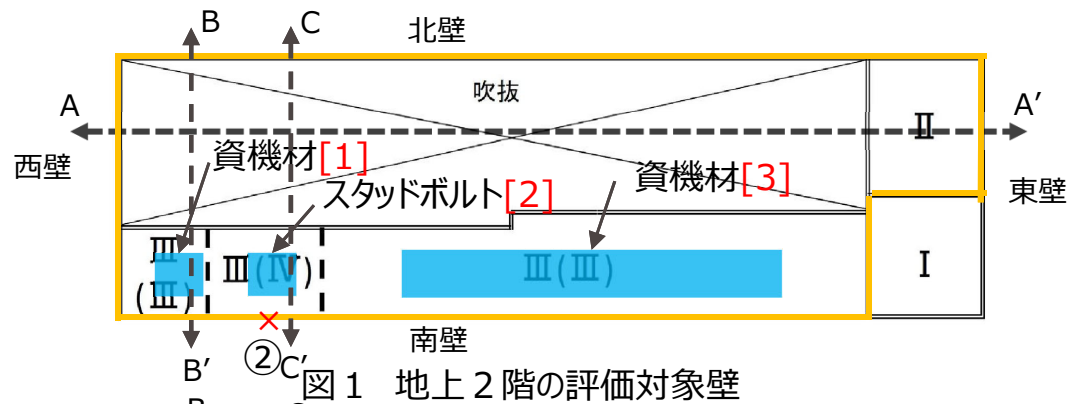 B C 北壁
吹抜
A A′
Ⅱ
西壁 資機材[1] 資機材[3]
スタッドボルト[2] 東壁
Ⅲ
(Ⅲ) Ⅲ(Ⅳ) Ⅲ(Ⅲ) Ⅰ
② 南壁
B′ C′
図1 地上2階の評価対象壁